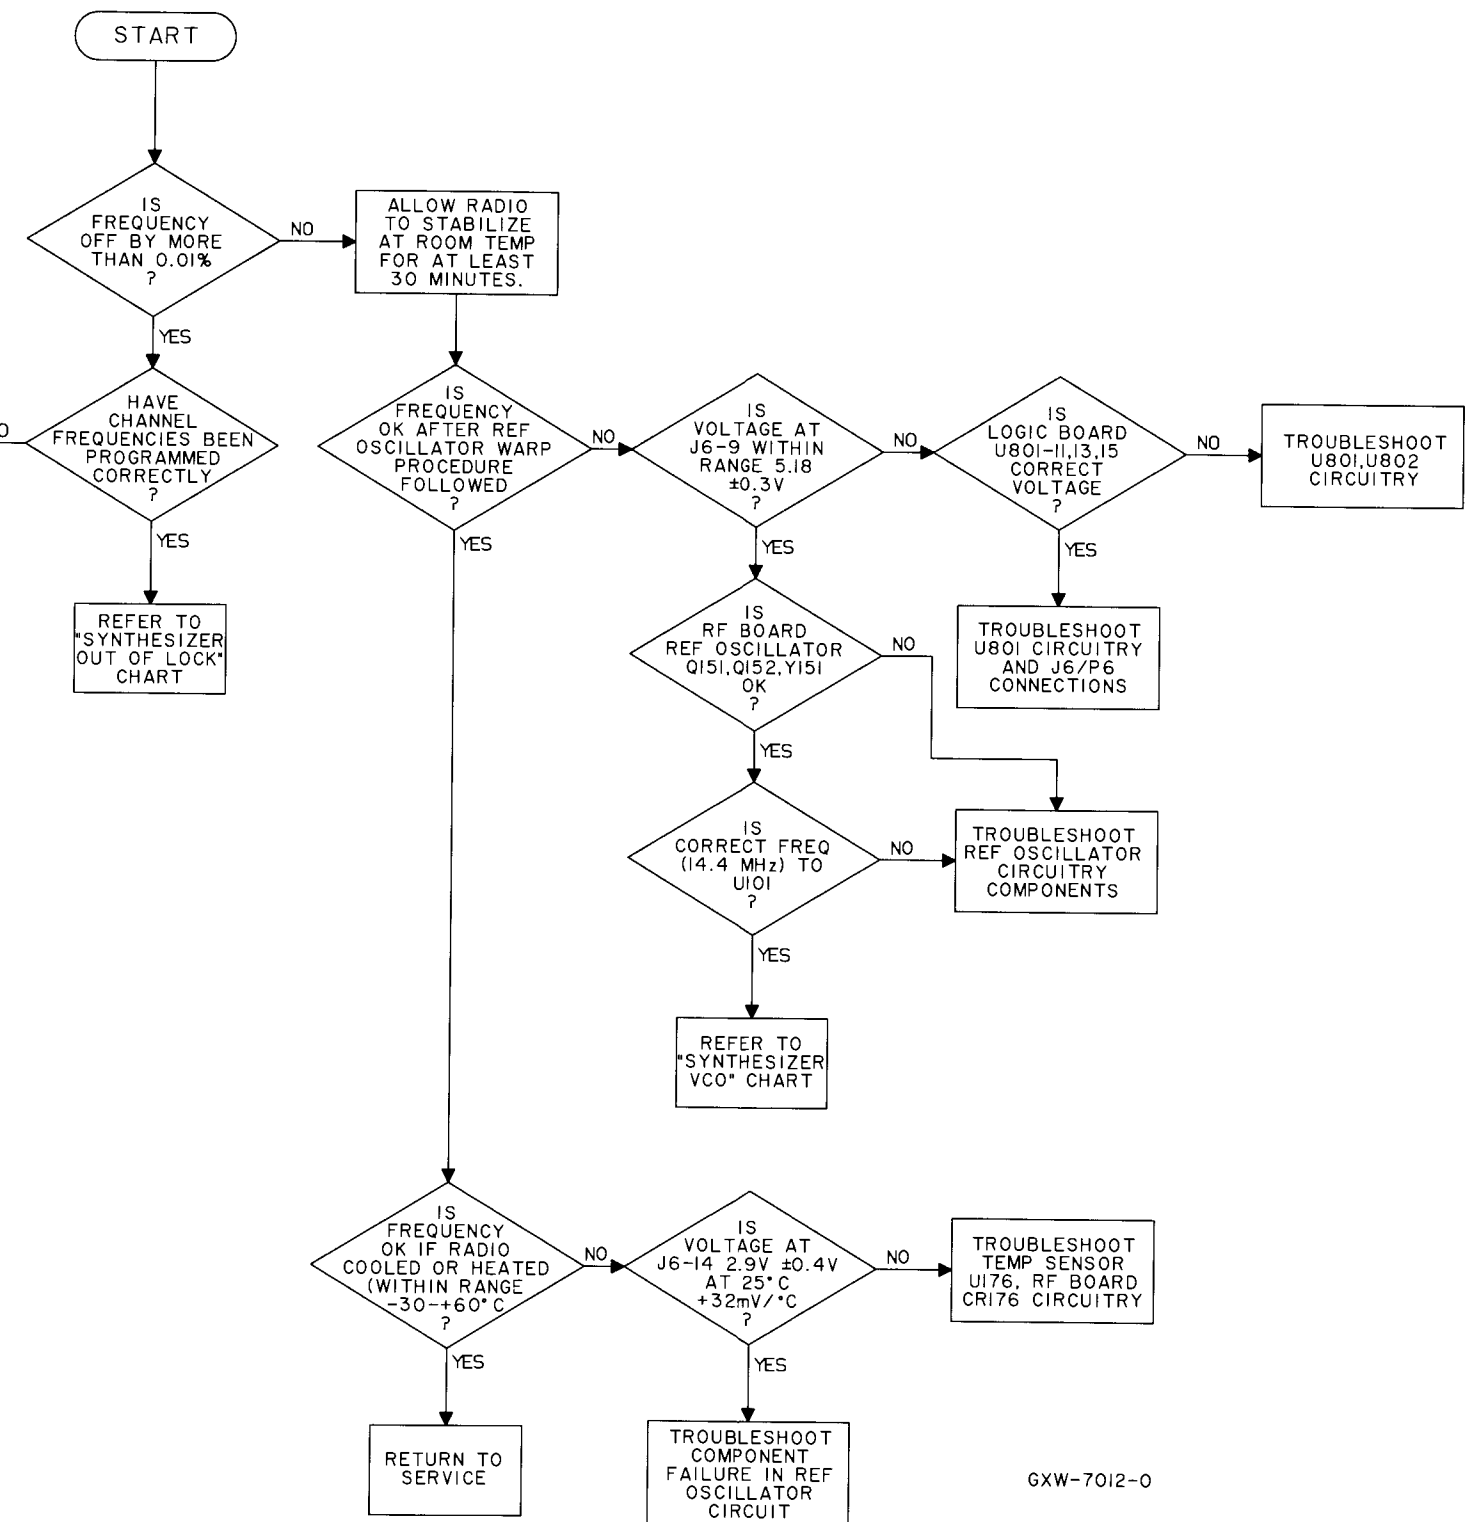 START
IS
FREQUENCY
OFF BY MORE
THAN 0.01%
?
NO
YES
ALLOW RADIO
TO STABILIZE
AT ROOM TEMP
FOR AT LEAST
30 MINUTES.
HAVE
CHANNEL
FREQUENCIES BEEN
PROGRAMMED
CORRECTLY
?
YES
REFER TO
"SYNTHESIZER
OUT OF LOCK"
CHART
IS
FREQUENCY
OK AFTER REF
OSCILLATOR WARP
PROCEDURE
FOLLOWED
?
NO
YES
IS
VOLTAGE AT
J6-9 WITHIN
RANGE 5.18
±0.3V
?
NO
YES
IS
LOGIC BOARD
U801-11,13,15
CORRECT
VOLTAGE
?
NO
YES
TROUBLESHOOT
U801,U802
CIRCUITRY
TROUBLESHOOT
U801 CIRCUITRY
AND J6/P6
CONNECTIONS
IS
RF BOARD
REF OSCILLATOR
Q151,Q152,Y151
OK
?
NO
YES
IS
CORRECT FREQ
(14.4 MHz) TO
U101
?
NO
YES
TROUBLESHOOT
REF OSCILLATOR
CIRCUITRY
COMPONENTS
REFER TO
"SYNTHESIZER
VCO" CHART
IS
FREQUENCY
OK IF RADIO
COOLED OR HEATED
(WITHIN RANGE
-30-+60°C
?
NO
YES
IS
VOLTAGE AT
J6-14 2.9V ±0.4V
AT 25°C
+32mV/°C
?
NO
YES
TROUBLESHOOT
TEMP SENSOR
U176, RF BOARD
CR176 CIRCUITRY
RETURN TO
SERVICE
TROUBLESHOOT
COMPONENT
FAILURE IN REF
OSCILLATOR
CIRCUIT
GXW-7012-0